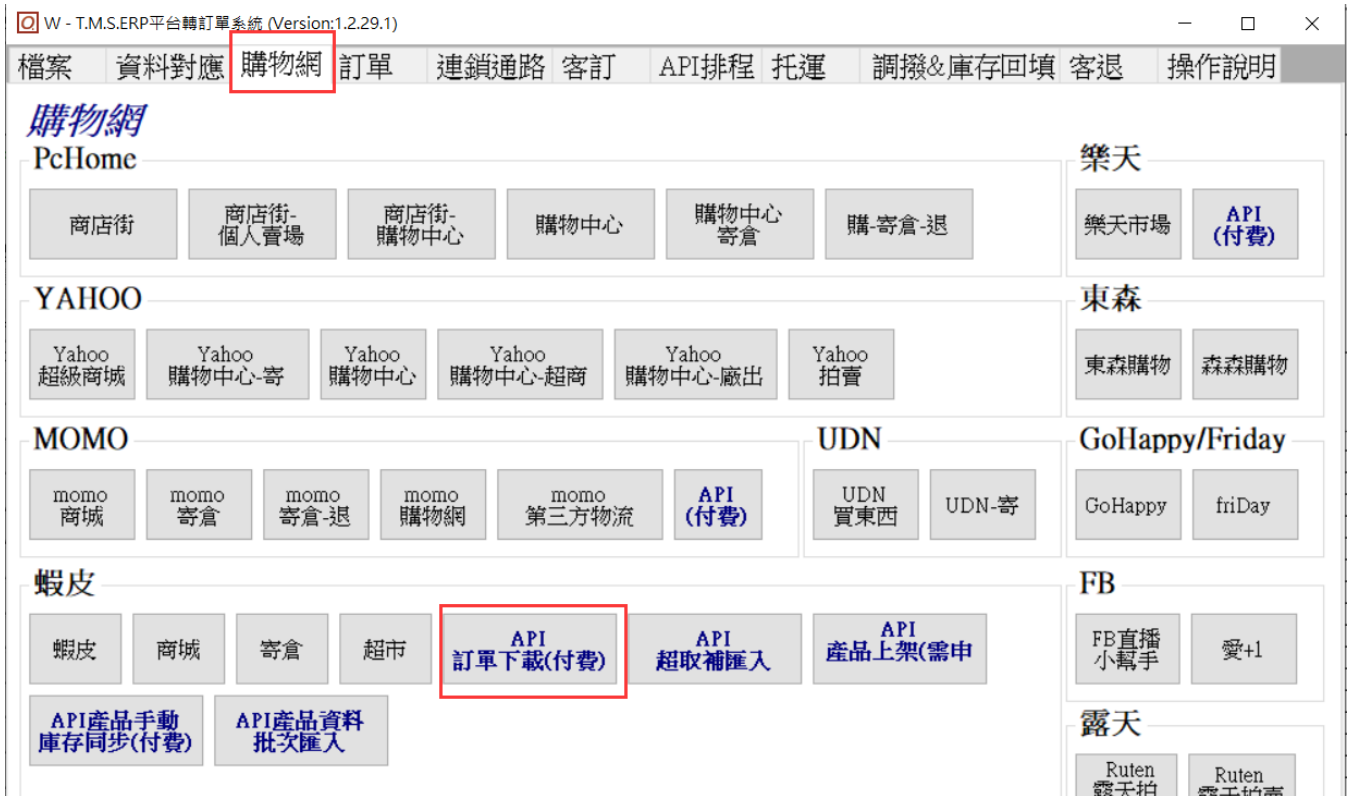 W - T.M.S.ERP平台轉訂單系統 (Version:1.2.29.1)
檔案 資料對應 購物網 訂單 連鎖通路 客訂 API排程 托運 調撥&庫存回填 客退 操作說明
購物網
PcHome
商店街
商店街-
個人賣場
商店街-
購物中心
購物中心
購物中心
寄倉
購-寄倉-退
樂天
樂天市場
API
(付費)
YAHOO
Yahoo
超級商城
Yahoo
購物中心-寄
Yahoo
購物中心
Yahoo
購物中心-超商
Yahoo
購物中心-廠出
Yahoo
拍賣
東森
東森購物
森森購物
MOMO
momo
商城
momo
寄倉
momo
寄倉-退
momo
購物網
momo
第三方物流
API
(付費)
UDN
UDN
買東西
UDN-寄
GoHappy/Friday
GoHappy
friDay
蝦皮
蝦皮
商城
寄倉
超市
API
訂單下載(付費)
API
超取補匯入
API
產品上架(需申
API產品手動
庫存同步(付費)
API產品資料
批次匯入
FB
FB直播
小幫手
愛+1
露天
Ruten
露天拍
Ruten
露天拍賣